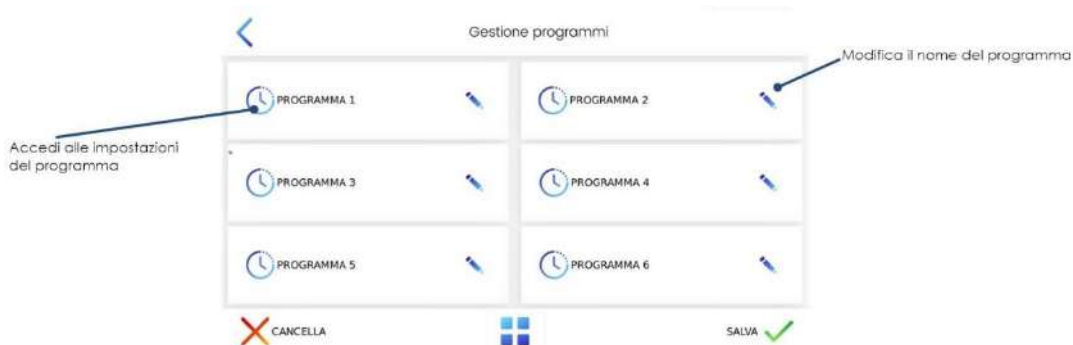 Gestione programmi
Modifica il nome del programma
PROGRAMMA 1
PROGRAMMA 2
Accedi alle impostazioni
del programma
PROGRAMMA 3
PROGRAMMA 4
PROGRAMMA 5
PROGRAMMA 6
CANCELLA
SALVA